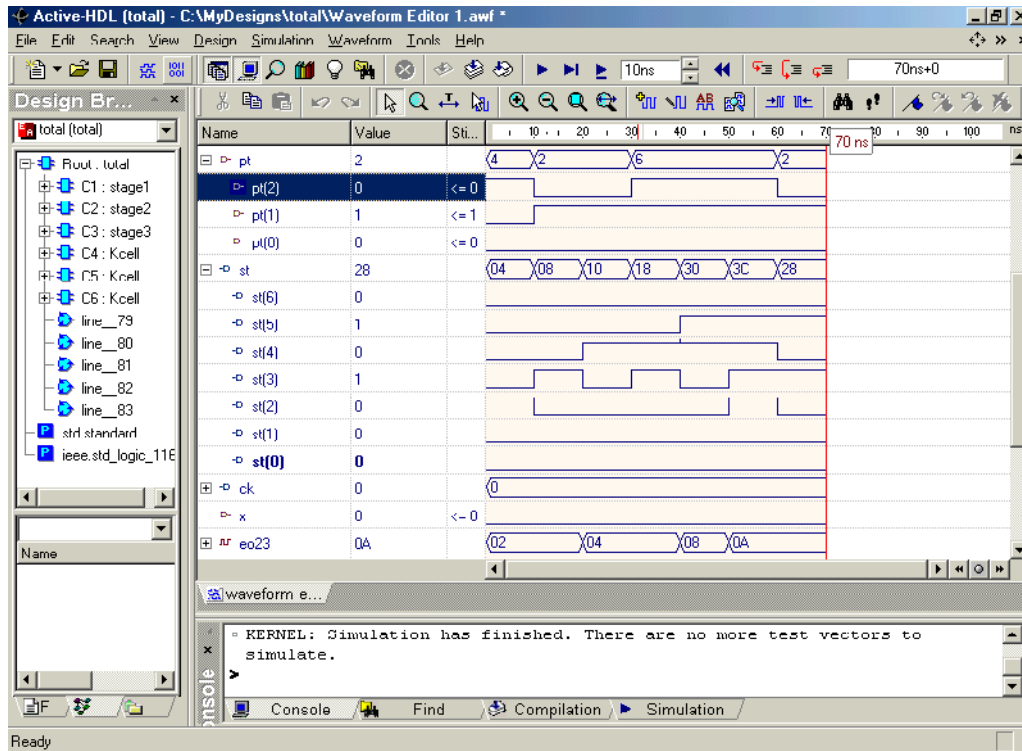 Active-HDL (total) - C:\MyDesigns\total\Waveform Editor 1.awf *
File Edit Search View Design Simulation Waveform Tools Help
10ns 70ns+0
Design Br...
total (total)
Name Value Sti... 10 20 30 40 50 60 70 80 90 100 ns
70 ns
Root : total
C1 : stage1
C2 : stage2
C3 : stage3
C4 : Kcell
C5 : Kcell
C6 : Kcell
line__79
line__80
line__81
line__82
line__83
std.standard
ieee.std_logic_116
Name
pt 2 4 2 6 2
pt(2) 0 <= 0
pt(1) 1 <= 1
pt(0) 0 <= 0
st 28 04 08 10 18 30 3C 28
st(6) 0
st(5) 1
st(4) 0
st(3) 1
st(2) 0
st(1) 0
st(0) 0
ck 0 0
x 0 <= 0
eo23 0A 02 04 08 0A
waveform e...
KERNEL: Simulation has finished. There are no more test vectors to
simulate.
>
onsole
Console Find Compilation Simulation
F
Ready